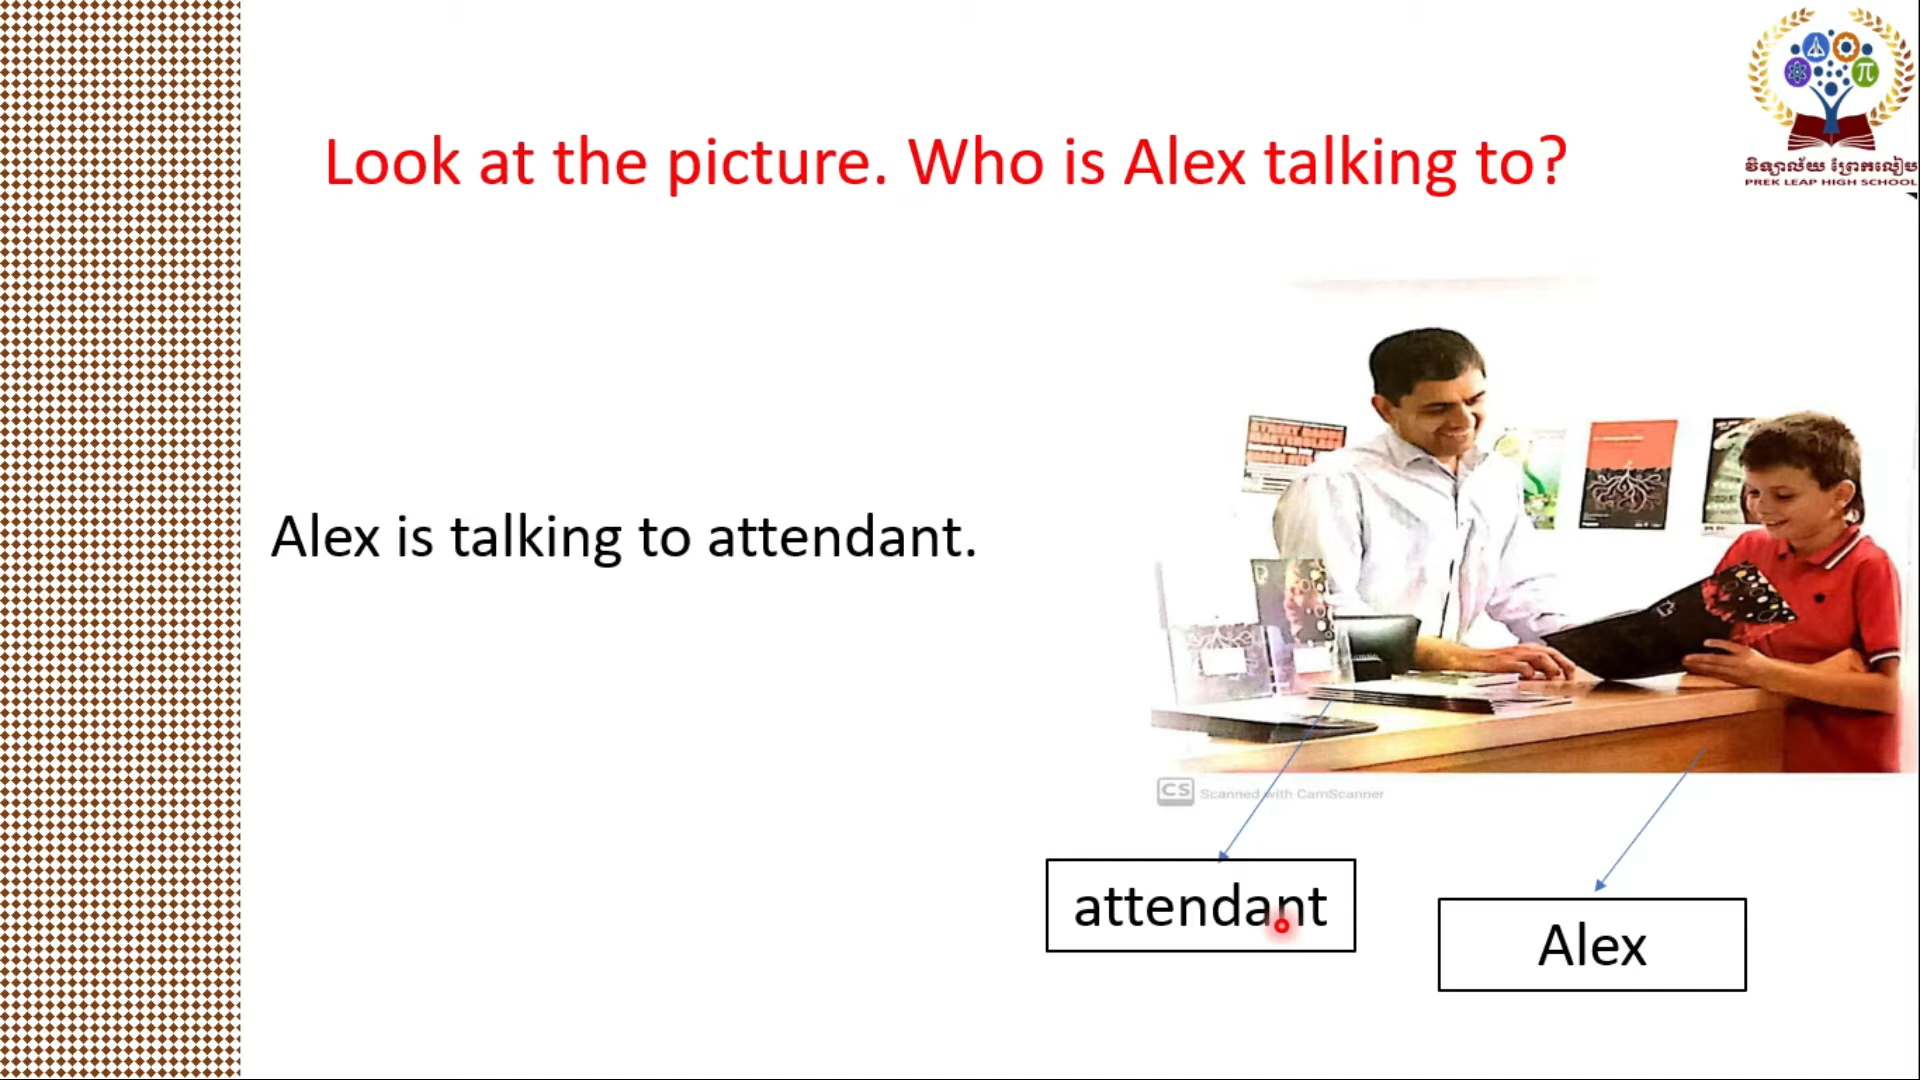 Look at the picture. Who is Alex talking to?
វិទ្យាល័យ ព្រែកលៀប
PREK LEAP HIGH SCHOOL
Alex is talking to attendant.
CS Scanned with CamScanner
attendant
Alex